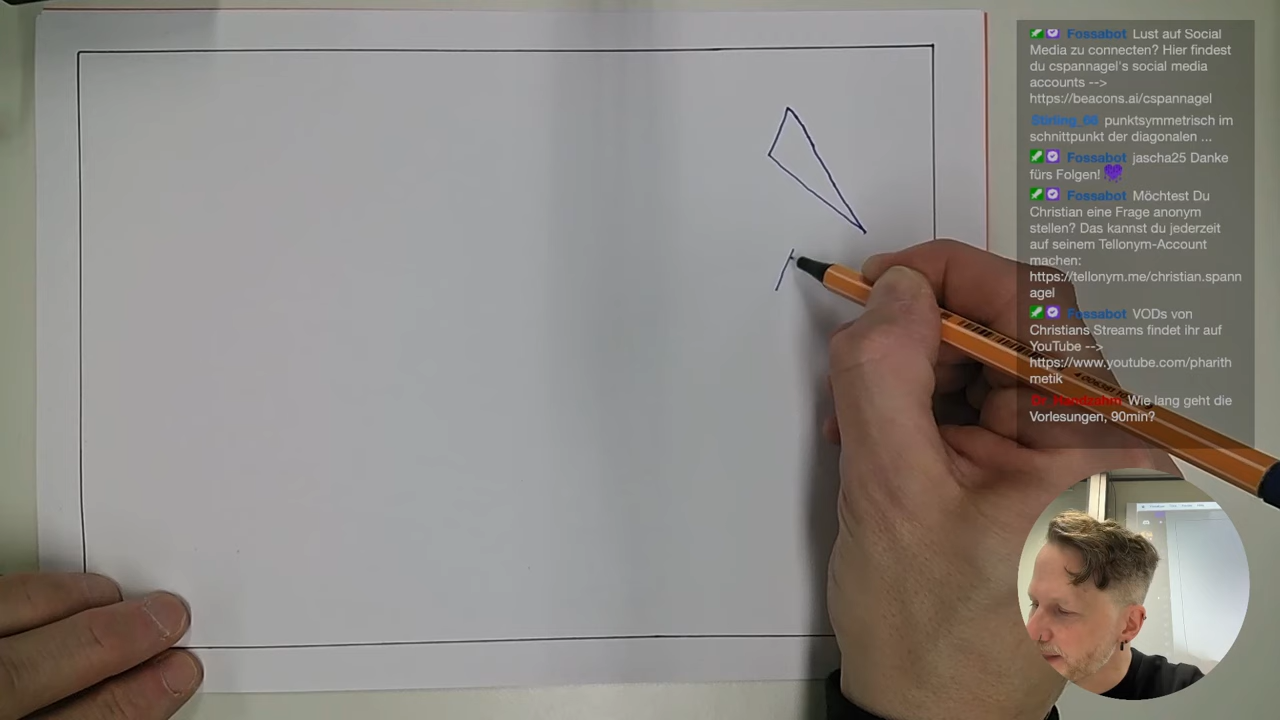 Fossabot Lust auf Social
Media zu connecten? Hier findest
du cspannagel's social media
accounts -->
https://beacons.ai/cspannagel
punktsymmetrisch im
schnittpunkt der diagonalen ...
Fossabot jascha25 Danke
fürs Folgen!
Fossabot Möchtest Du
Christian eine Frage anonym
stellen? Das kannst du jederzeit
auf seinem Tellonym-Account
machen:
https://tellonym.me/christian.spann
agel
Fossabot VODs von
Christians Streams findet ihr auf
YouTube -->
https://www.youtube.com/pharith
metik
Wie lang geht die
Vorlesungen, 90min?